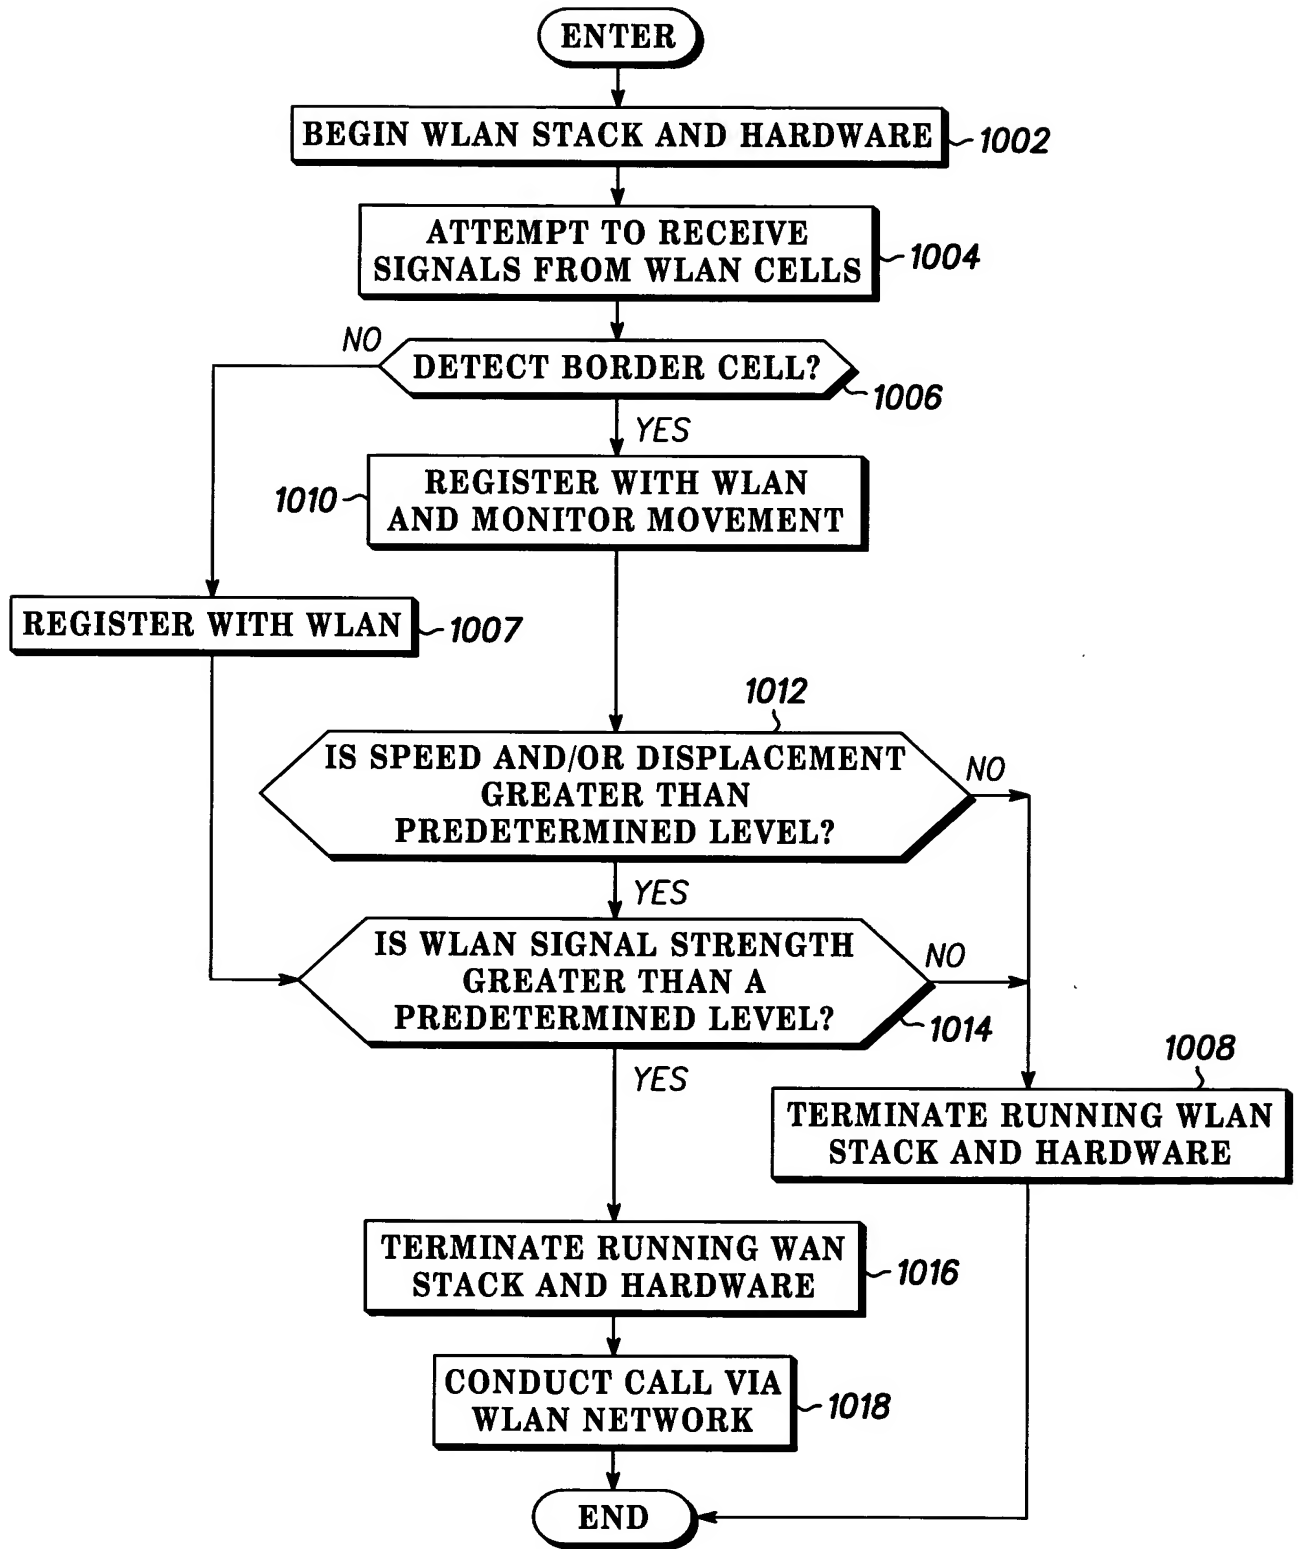 ENTER
BEGIN WLAN STACK AND HARDWARE
1002
ATTEMPT TO RECEIVE
SIGNALS FROM WLAN CELLS
1004
NO
DETECT BORDER CELL?
1006
YES
REGISTER WITH WLAN
AND MONITOR MOVEMENT
1010
REGISTER WITH WLAN
1007
1012
IS SPEED AND/OR DISPLACEMENT
GREATER THAN
PREDETERMINED LEVEL?
NO
YES
IS WLAN SIGNAL STRENGTH
GREATER THAN A
PREDETERMINED LEVEL?
NO
1014
YES
1008
TERMINATE RUNNING WLAN
STACK AND HARDWARE
TERMINATE RUNNING WAN
STACK AND HARDWARE
1016
CONDUCT CALL VIA
WLAN NETWORK
1018
END